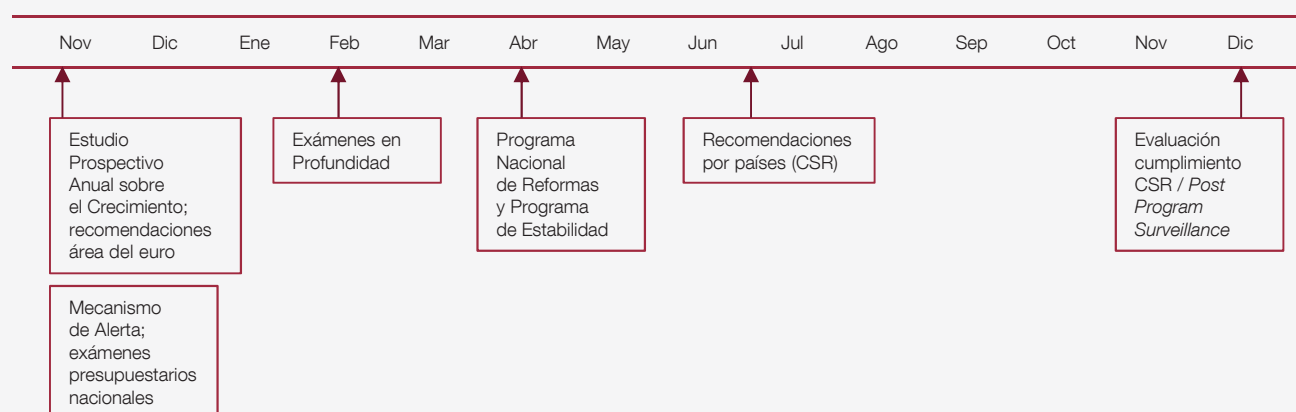 Nov Dic Ene Feb Mar Abr May Jun Jul Ago Sep Oct Nov Dic
Estudio
Prospectivo
Anual sobre
el Crecimiento;
recomendaciones
área del euro
Mecanismo
de Alerta;
exámenes
presupuestarios
nacionales
Exámenes en
Profundidad
Programa
Nacional
de Reformas
y Programa
de Estabilidad
Recomendaciones
por países (CSR)
Evaluación
cumplimiento
CSR / Post
Program
Surveillance